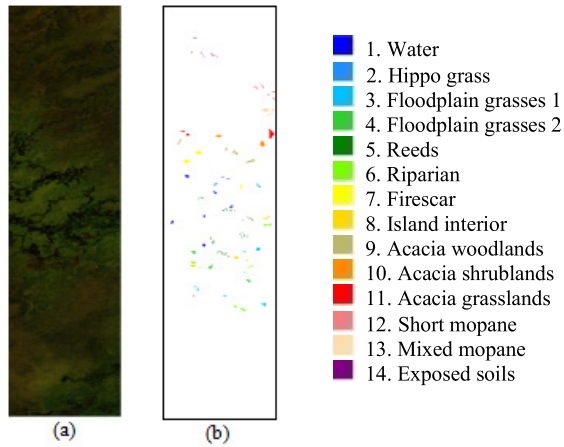 1. Water
2. Hippo grass
3. Floodplain grasses 1
4. Floodplain grasses 2
5. Reeds
6. Riparian
7. Firescar
8. Island interior
9. Acacia woodlands
10. Acacia shrublands
11. Acacia grasslands
12. Short mopane
13. Mixed mopane
14. Exposed soils
(a)
(b)